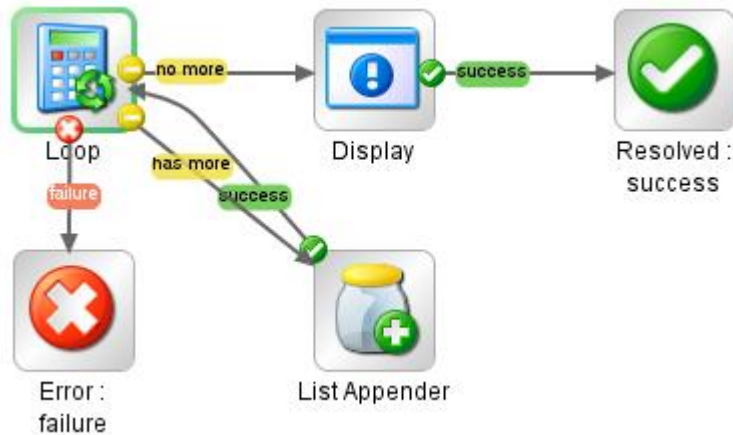 no more
success
Loop
Display
Resolved :
success
has more
failure
success
Error :
failure
List Appender